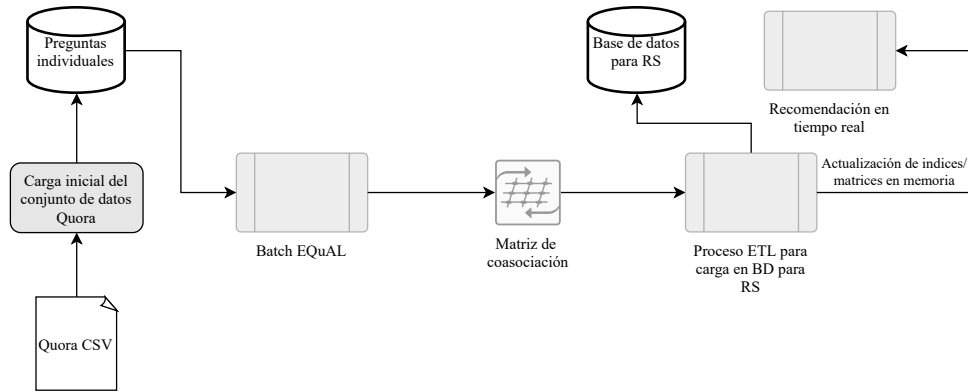 Preguntas
individuales
Base de datos
para RS
Recomendación en
tiempo real
Carga inicial del
conjunto de datos
Quora
Actualización de indices/
matrices en memoria
Batch EQuAL
Matriz de
coasociación
Proceso ETL para
carga en BD para
RS
Quora CSV